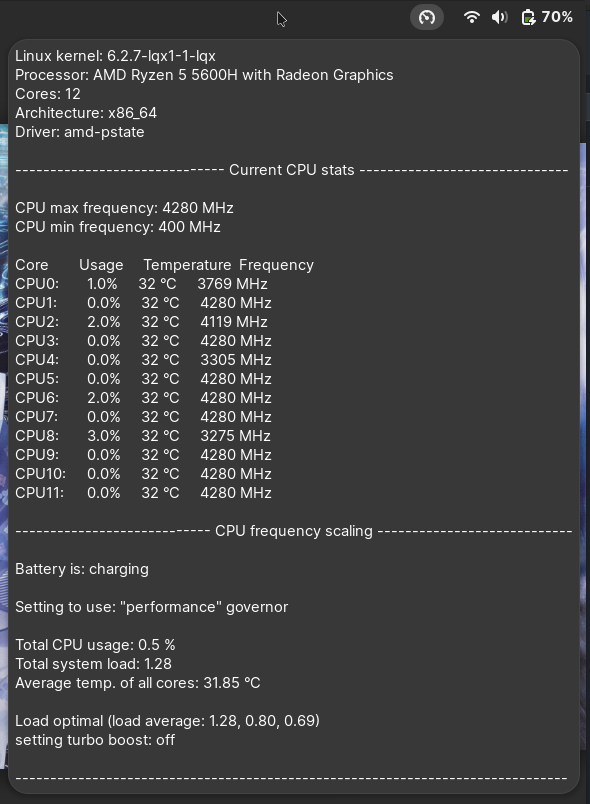 70%
Linux kernel: 6.2.7-lqx1-1-lqx
Processor: AMD Ryzen 5 5600H with Radeon Graphics
Cores: 12
Architecture: x86_64
Driver: amd-pstate
------------------------------ Current CPU stats ------------------------------
CPU max frequency: 4280 MHz
CPU min frequency: 400 MHz
Core Usage Temperature Frequency
CPU0: 1.0% 32 °C 3769 MHz
CPU1: 0.0% 32 °C 4280 MHz
CPU2: 2.0% 32 °C 4119 MHz
CPU3: 0.0% 32 °C 4280 MHz
CPU4: 0.0% 32 °C 3305 MHz
CPU5: 0.0% 32 °C 4280 MHz
CPU6: 2.0% 32 °C 4280 MHz
CPU7: 0.0% 32 °C 4280 MHz
CPU8: 3.0% 32 °C 3275 MHz
CPU9: 0.0% 32 °C 4280 MHz
CPU10: 0.0% 32 °C 4280 MHz
CPU11: 0.0% 32 °C 4280 MHz
---------------------------- CPU frequency scaling ----------------------------
Battery is: charging
Setting to use: "performance" governor
Total CPU usage: 0.5 %
Total system load: 1.28
Average temp. of all cores: 31.85 °C
Load optimal (load average: 1.28, 0.80, 0.69)
setting turbo boost: off
-------------------------------------------------------------------------------